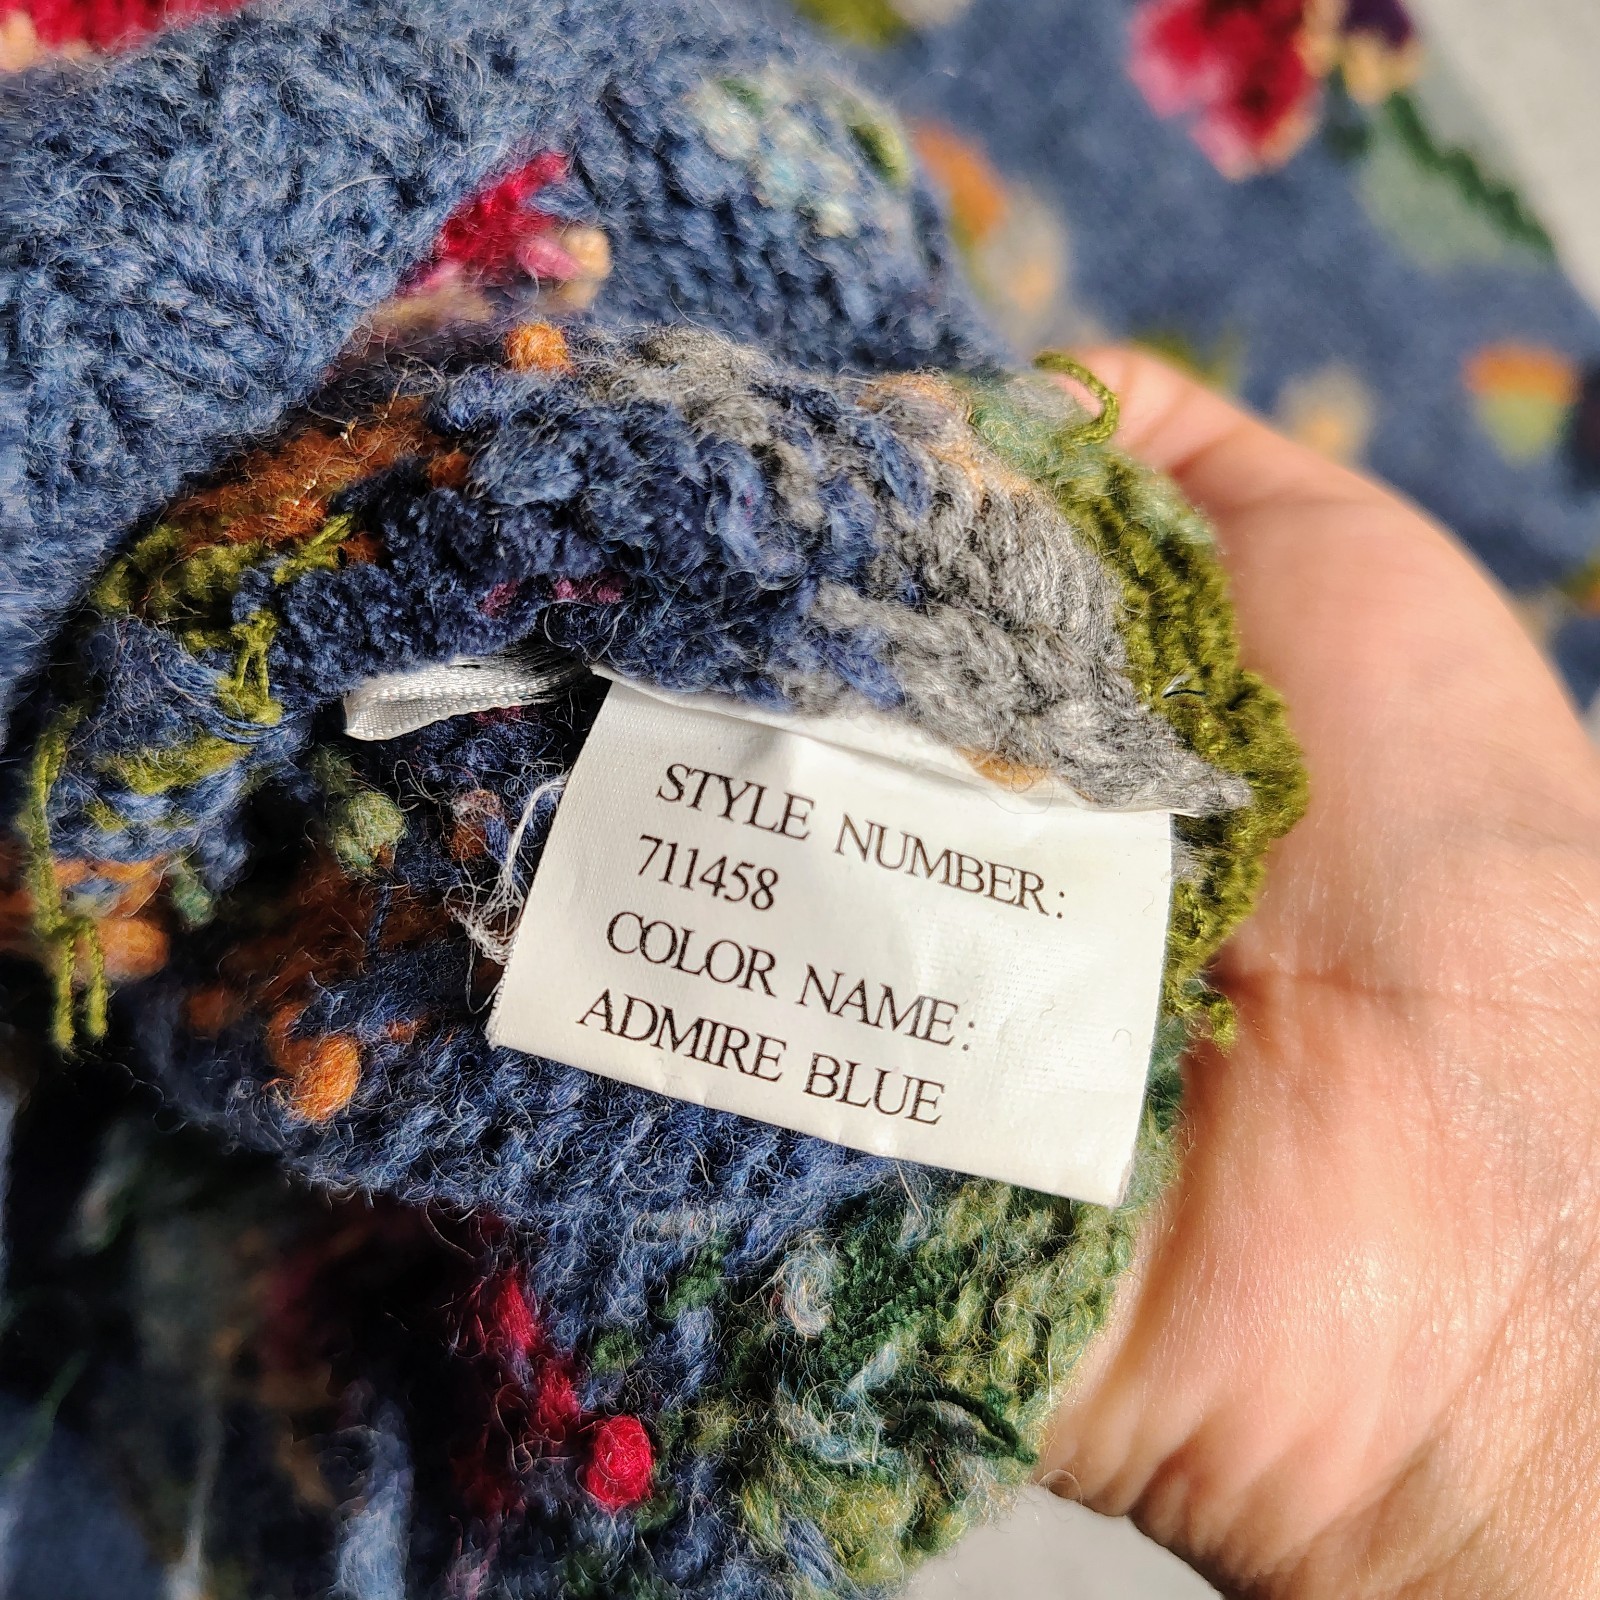 STYLE NUMBER:
711458
COLOR NAME:
ADMIRE BLUE